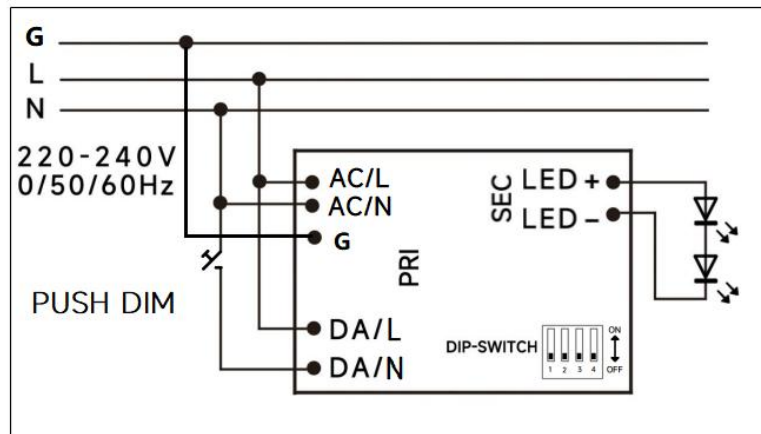 G
L
N
220-240V
0/50/60Hz
PUSH DIM
AC/L
AC/N
G
PRI
DA/L
DA/N
SEC
LED +
LED -
DIP-SWITCH
ON
OFF
1 2 3 4